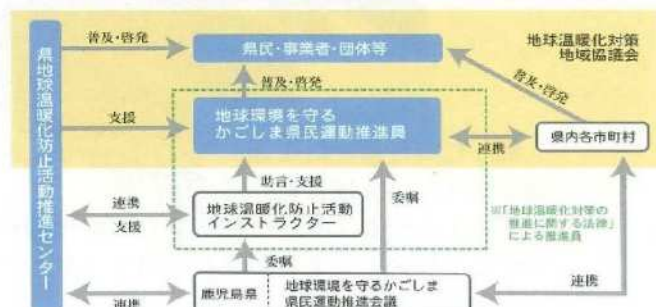 普及・啓発
県民・事業者・団体等
地球温暖化対策
地域協議会
県地球温暖化防止活動推進センター
普及・啓発
普及・啓発
支援
地球環境を守る
かごしま県民運動推進員
連携
県内各市町村
助言・支援
連携
支援
地球温暖化防止活動
インストラクター
委嘱
※「地球温暖化対策の
推進に関する法律」
による推進員
委嘱
連携
鹿児島県
地球環境を守るかごしま
県民運動推進会議
連携